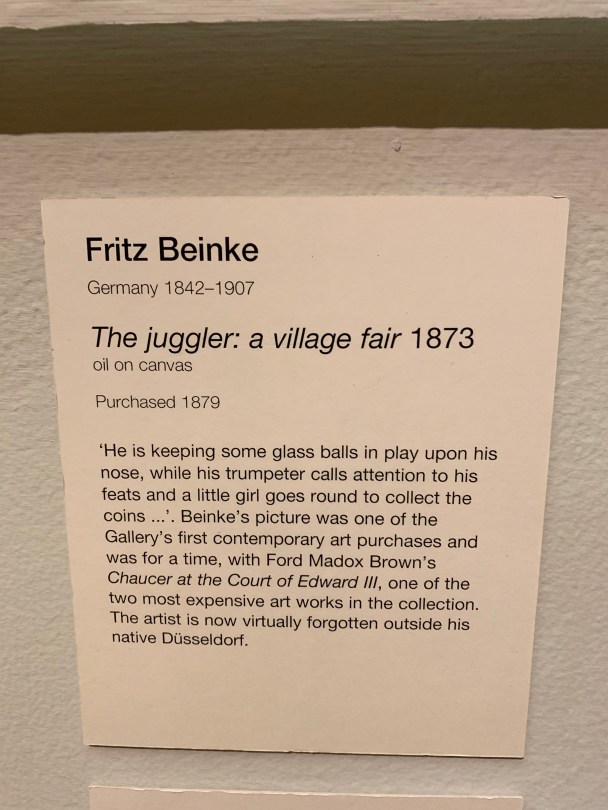 Fritz Beinke
Germany 1842–1907
The juggler: a village fair 1873
oil on canvas
Purchased 1879
‘He is keeping some glass balls in play upon his
nose, while his trumpeter calls attention to his
feats and a little girl goes round to collect the
coins ...’. Beinke’s picture was one of the
Gallery’s first contemporary art purchases and
was for a time, with Ford Madox Brown’s
Chaucer at the Court of Edward III, one of the
two most expensive art works in the collection.
The artist is now virtually forgotten outside his
native Düsseldorf.